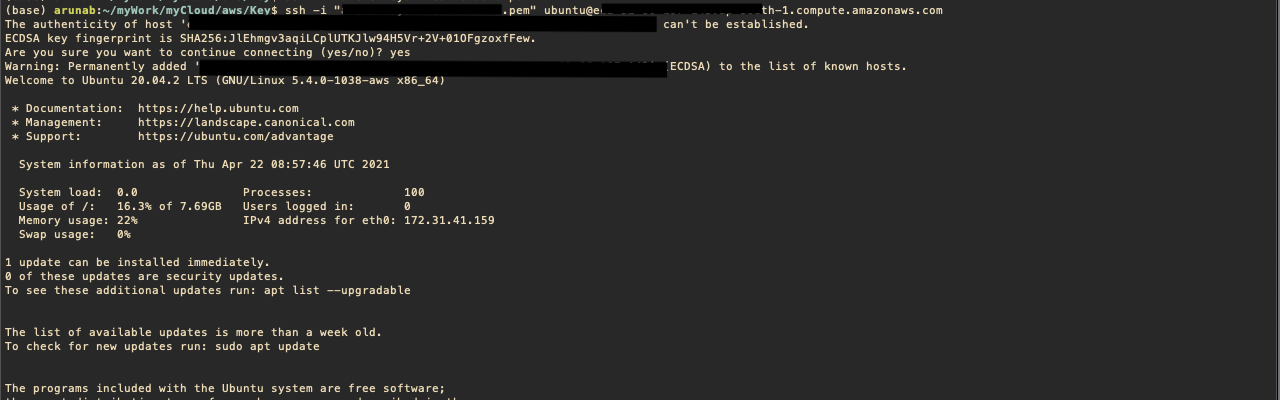 (base) arunab:~/myWork/myCloud/aws/Key$ ssh -i " .pem" ubuntu@e th-1.compute.amazonaws.com
The authenticity of host ' can't be established.
ECDSA key fingerprint is SHA256:JlEhmgv3aqiLCplUTKJlw94H5Vr+2V+01OFgzoxfFew.
Are you sure you want to continue connecting (yes/no)? yes
Warning: Permanently added ' (ECDSA) to the list of known hosts.
Welcome to Ubuntu 20.04.2 LTS (GNU/Linux 5.4.0-1038-aws x86_64)
* Documentation: https://help.ubuntu.com
* Management: https://landscape.canonical.com
* Support: https://ubuntu.com/advantage
System information as of Thu Apr 22 08:57:46 UTC 2021
System load: 0.0 Processes: 100
Usage of /: 16.3% of 7.69GB Users logged in: 0
Memory usage: 22% IPv4 address for eth0: 172.31.41.159
Swap usage: 0%
1 update can be installed immediately.
0 of these updates are security updates.
To see these additional updates run: apt list --upgradable
The list of available updates is more than a week old.
To check for new updates run: sudo apt update
The programs included with the Ubuntu system are free software;